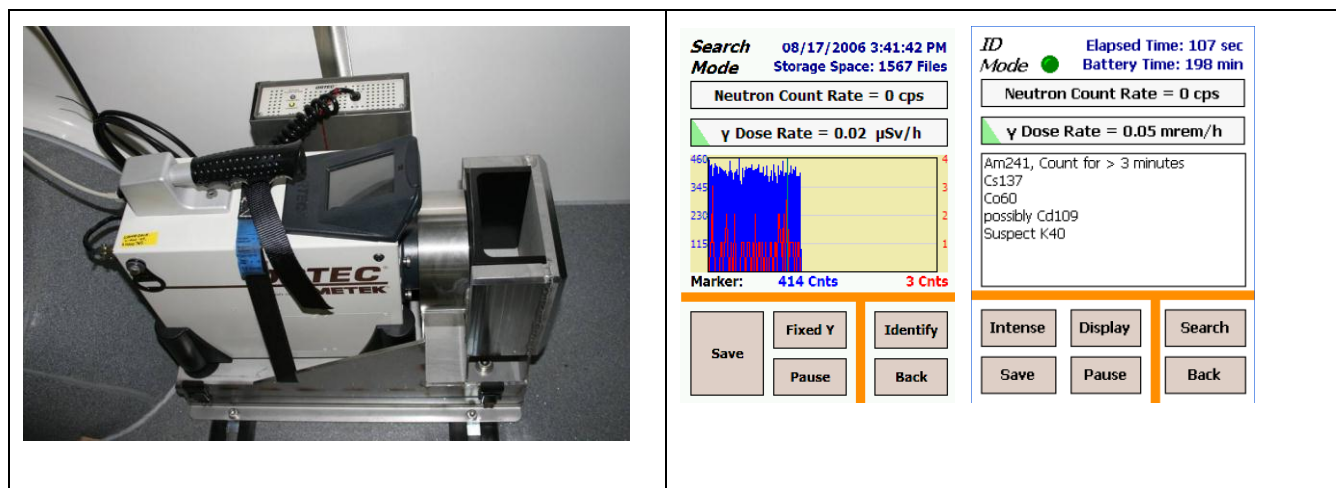 ORTEC
ORTEC
AMETEK
Search
Mode
08/17/2006 3:41:42 PM
Storage Space: 1567 Files
Neutron Count Rate = 0 cps
γ Dose Rate = 0.02 μSv/h
460
345
230
115
4
3
2
1
Marker: 414 Cnts 3 Cnts
Save
Fixed Y
Identify
Pause
Back
ID
Mode
Elapsed Time: 107 sec
Battery Time: 198 min
Neutron Count Rate = 0 cps
γ Dose Rate = 0.05 mrem/h
Am241, Count for > 3 minutes
Cs137
Co60
possibly Cd109
Suspect K40
Intense Display Search
Save Pause Back